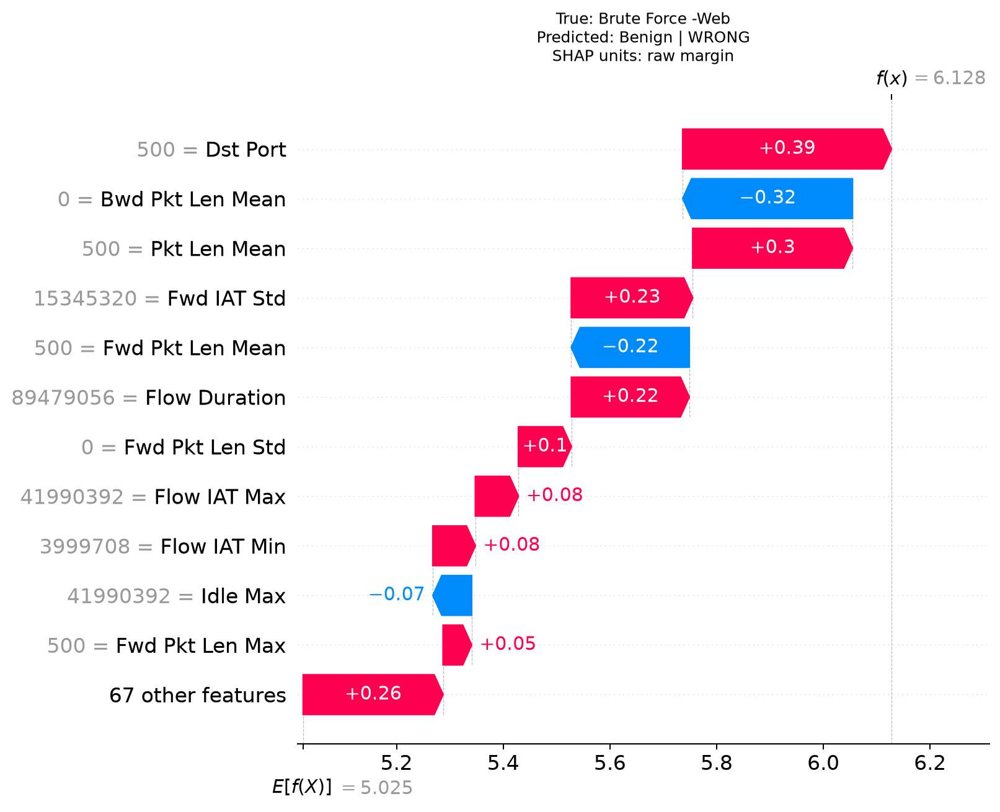 True: Brute Force -Web
Predicted: Benign | WRONG
SHAP units: raw margin
f(x) = 6.128
500 = Dst Port
+0.39
0 = Bwd Pkt Len Mean
−0.32
500 = Pkt Len Mean
+0.3
15345320 = Fwd IAT Std
+0.23
500 = Fwd Pkt Len Mean
−0.22
89479056 = Flow Duration
+0.22
0 = Fwd Pkt Len Std
+0.1
41990392 = Flow IAT Max
+0.08
3999708 = Flow IAT Min
+0.08
41990392 = Idle Max
−0.07
500 = Fwd Pkt Len Max
+0.05
67 other features
+0.26
5.2 5.4 5.6 5.8 6.0 6.2
E[f(X)] = 5.025